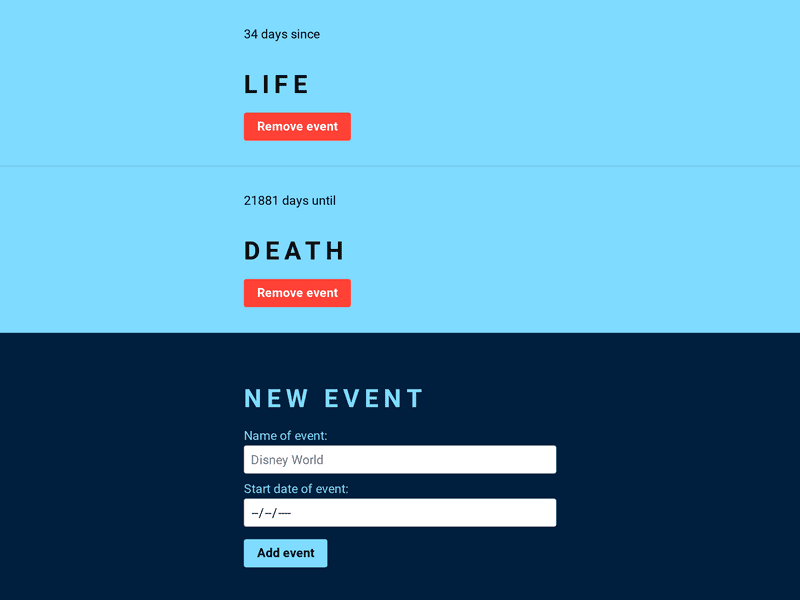 34 days since
LIFE
Remove event
21881 days until
DEATH
Remove event
NEW EVENT
Name of event:
Disney World
Start date of event:
--/--/----
Add event